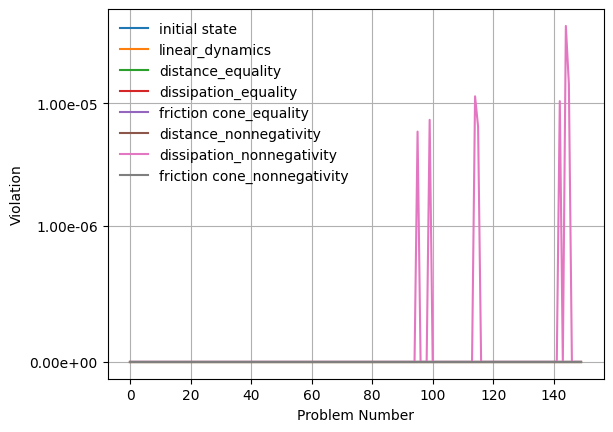 initial state
linear_dynamics
distance_equality
dissipation_equality
friction cone_equality
distance_nonnegativity
dissipation_nonnegativity
friction cone_nonnegativity
Violation
1.00e-05
1.00e-06
0.00e+00
0 20 40 60 80 100 120 140
Problem Number